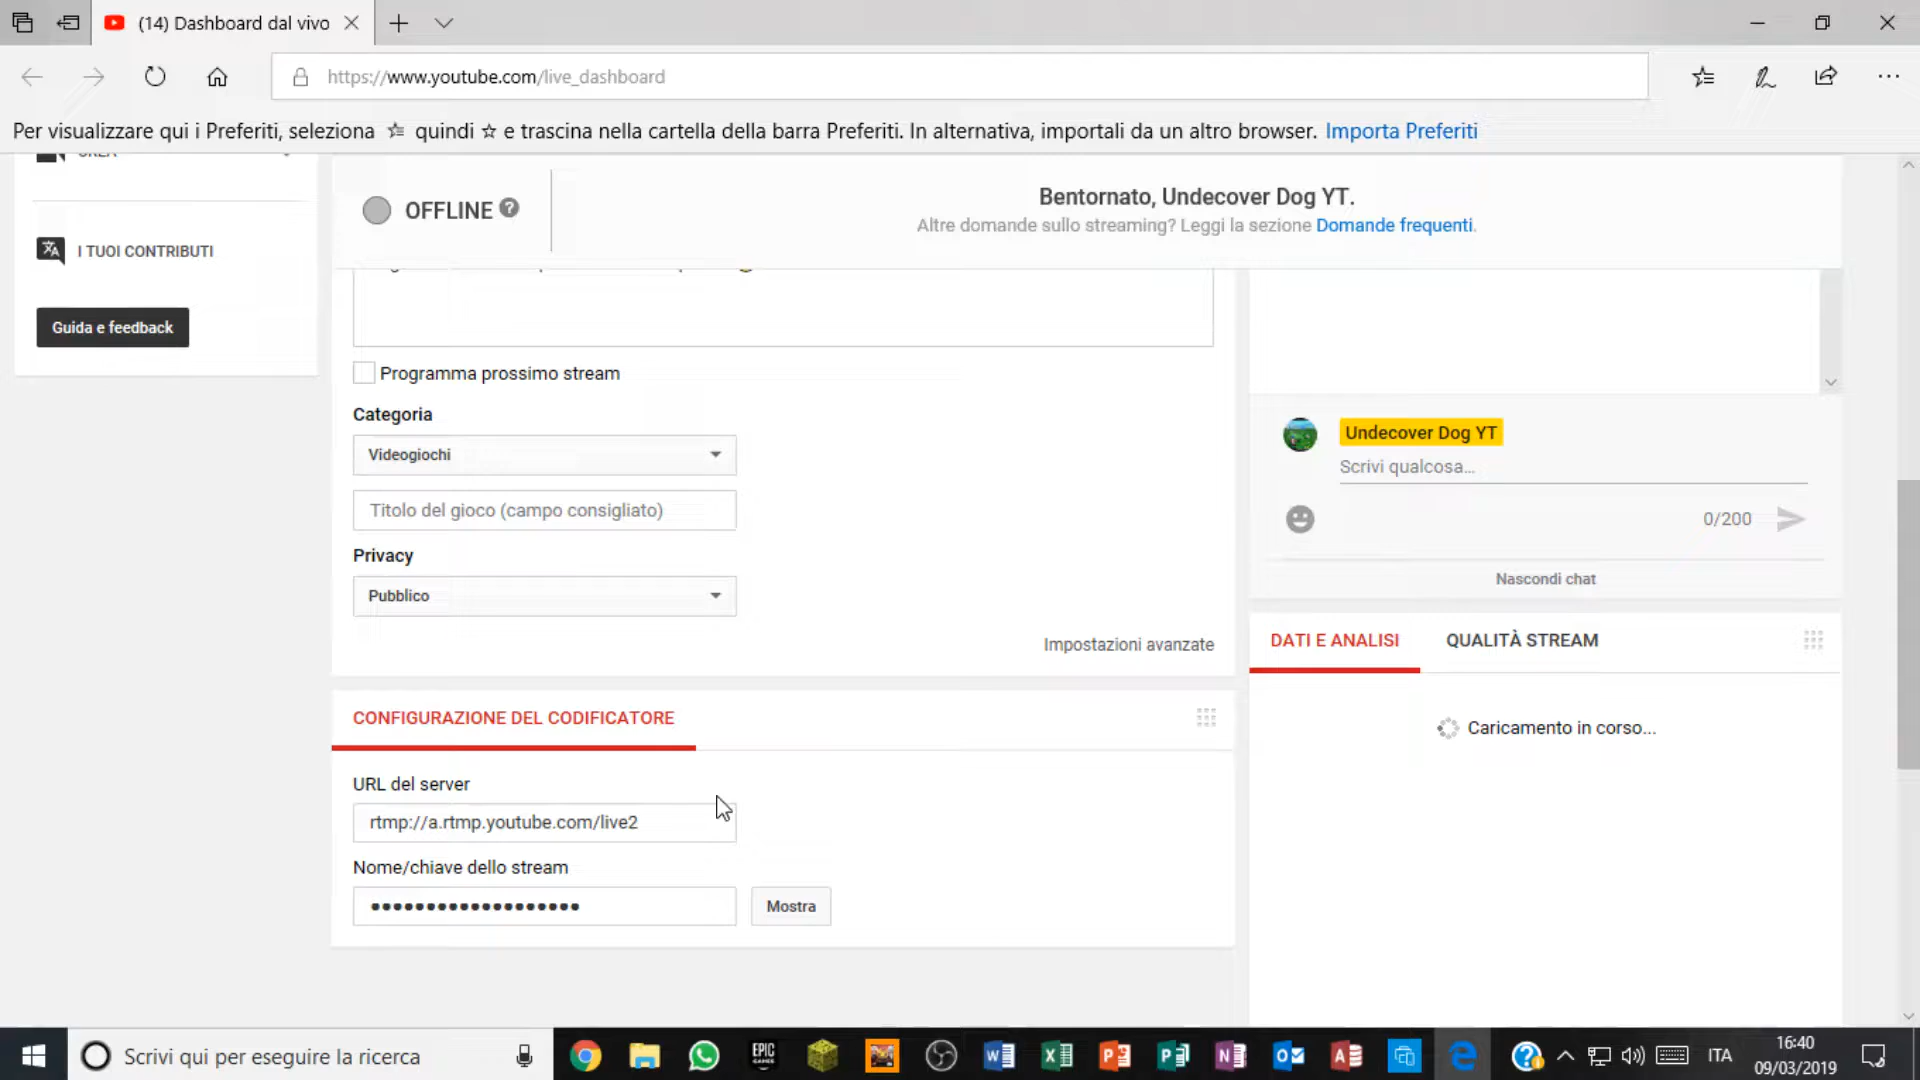 (14) Dashboard dal vivo
https://www.youtube.com/live_dashboard
Per visualizzare qui i Preferiti, seleziona quindi e trascina nella cartella della barra Preferiti. In alternativa, importali da un altro browser. Importa Preferiti
OFFLINE
Bentornato, Undecover Dog YT.
Altre domande sullo streaming? Leggi la sezione Domande frequenti.
I TUOI CONTRIBUTI
Guida e feedback
Programma prossimo stream
Categoria
Videogiochi
Titolo del gioco (campo consigliato)
Privacy
Pubblico
Impostazioni avanzate
CONFIGURAZIONE DEL CODIFICATORE
URL del server
rtmp://a.rtmp.youtube.com/live2
Nome/chiave dello stream
•••••••••••••••••••
Mostra
Undecover Dog YT
Scrivi qualcosa...
0/200
Nascondi chat
DATI E ANALISI
QUALITÀ STREAM
Caricamento in corso...
Scrivi qui per eseguire la ricerca
EPIC
GAMES
ITA
16:40
09/03/2019